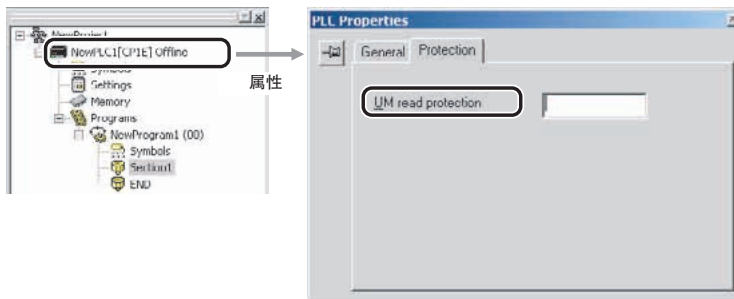 NewProject
NewPLC1[CP1E] Offline
Symbols
Settings
Memory
Programs
NewProgram1 (00)
Symbols
Section1
END
属性
PLC Properties
General Protection
UM read protection